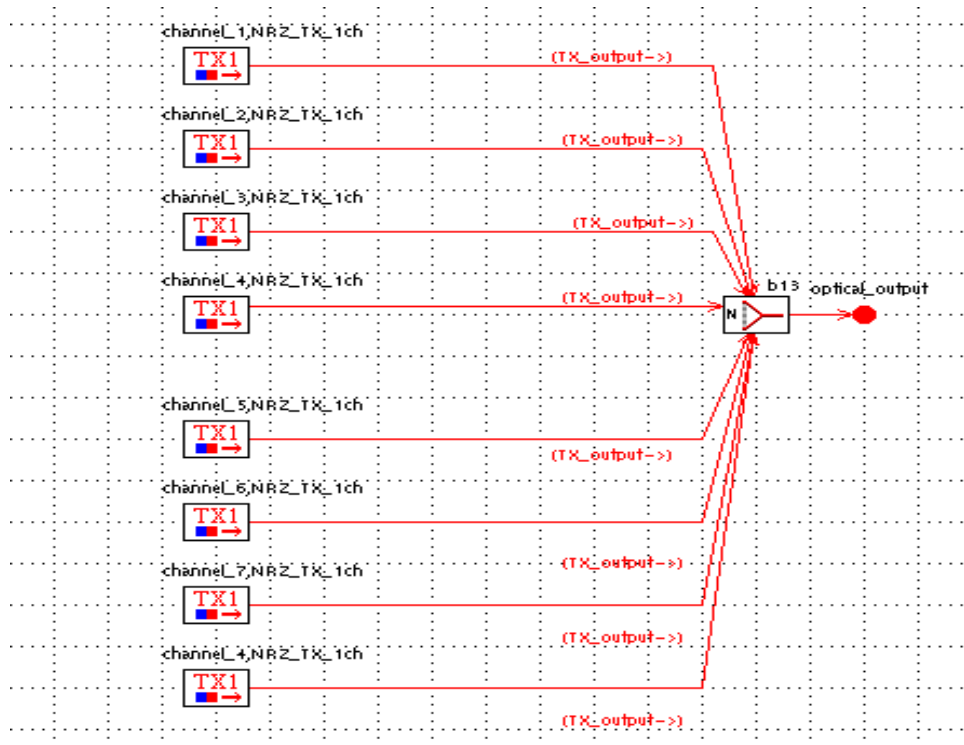 channel_1,NRZ_TX_1ch
TX1
(TX_output->)
channel_2,NRZ_TX_1ch
TX1
(TX_output->)
channel_3,NRZ_TX_1ch
TX1
(TX_output->)
channel_4,NRZ_TX_1ch
TX1
(TX_output->)
b13
optical_output
N
channel_5,NRZ_TX_1ch
TX1
(TX_output->)
channel_6,NRZ_TX_1ch
TX1
(TX_output->)
channel_7,NRZ_TX_1ch
TX1
(TX_output->)
channel_4,NRZ_TX_1ch
TX1
(TX_output->)